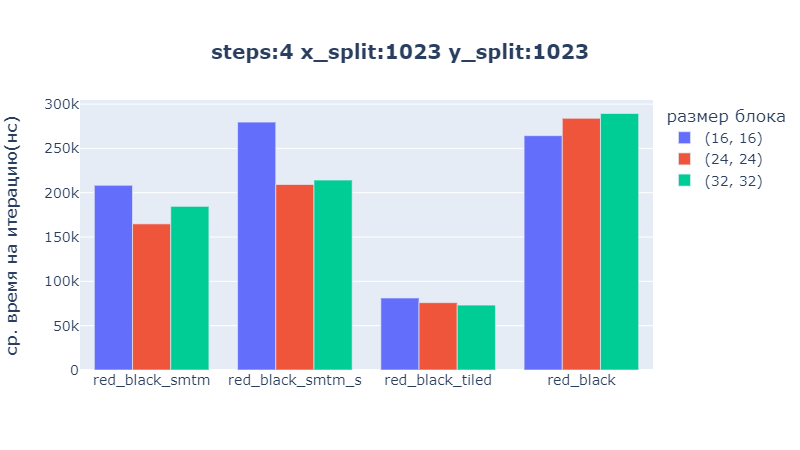 steps:4 x_split:1023 y_split:1023
ср. время на итерацию(нс)
300k
250k
200k
150k
100k
50k
0
red_black_smtm
red_black_smtm_s
red_black_tiled
red_black
размер блока
(16, 16)
(24, 24)
(32, 32)